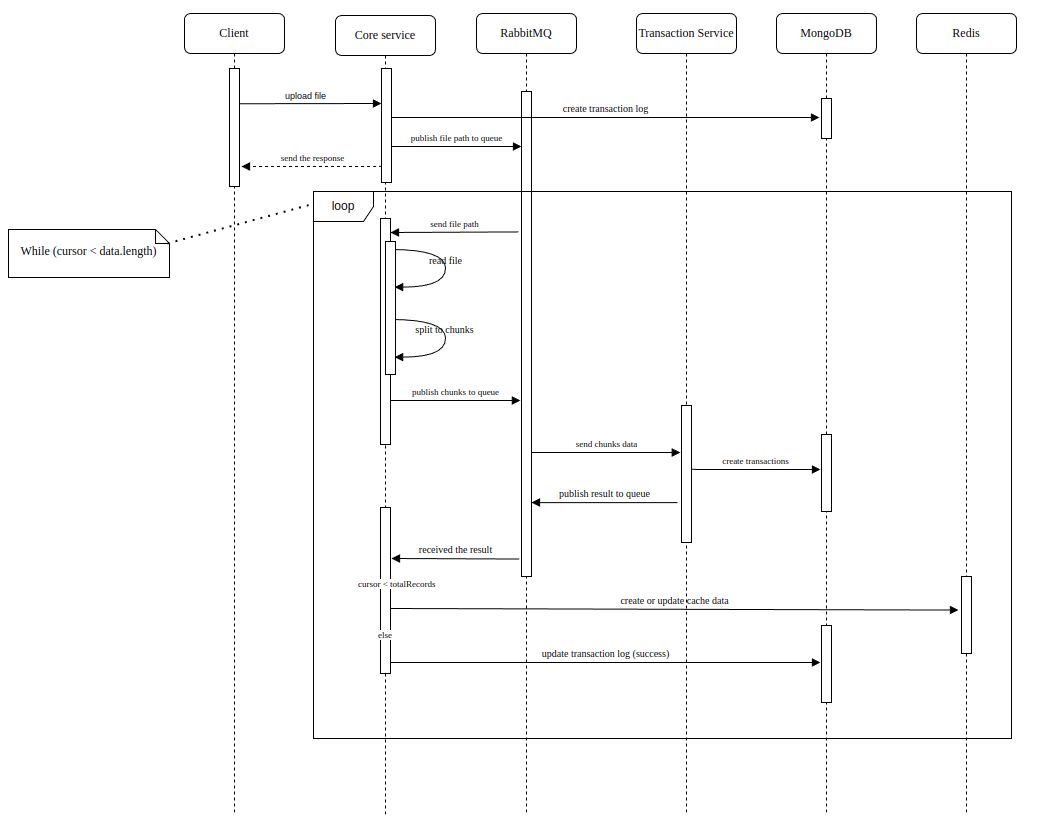 Client
Core service
RabbitMQ
Transaction Service
MongoDB
Redis
upload file
create transaction log
publish file path to queue
send the response
loop
While (cursor < data.length)
send file path
read file
split to chunks
publish chunks to queue
send chunks data
create transactions
publish result to queue
received the result
cursor < totalRecords
create or update cache data
else
update transaction log (success)